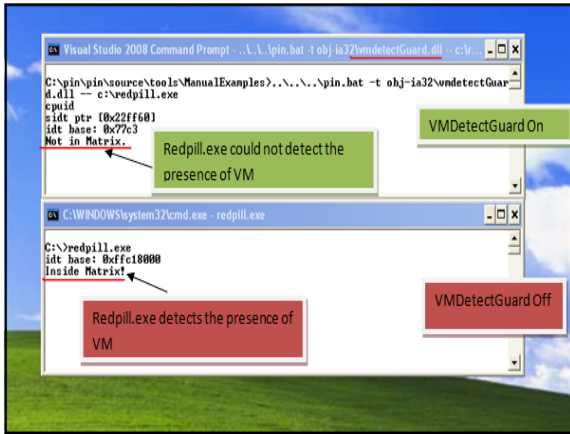 Visual Studio 2008 Command Prompt - ..\..\..\pin.bat -t obj-ia32\vmdetectGuard.dll -- c:\r...
C:\pin\pin\source\tools\ManualExamples>..\..\..\pin.bat -t obj-ia32\vmdetectGuar
d.dll -- c:\redpill.exe
cpuid
sidt ptr [0x22ff60]
idt base: 0x77c3
Not in Matrix.
VMDetectGuard On
Redpill.exe could not detect the
presence of VM
C:\WINDOWS\system32\cmd.exe - redpill.exe
C:\>redpill.exe
idt base: 0xffc18000
Inside Matrix!
VMDetectGuard Off
Redpill.exe detects the presence of
VM